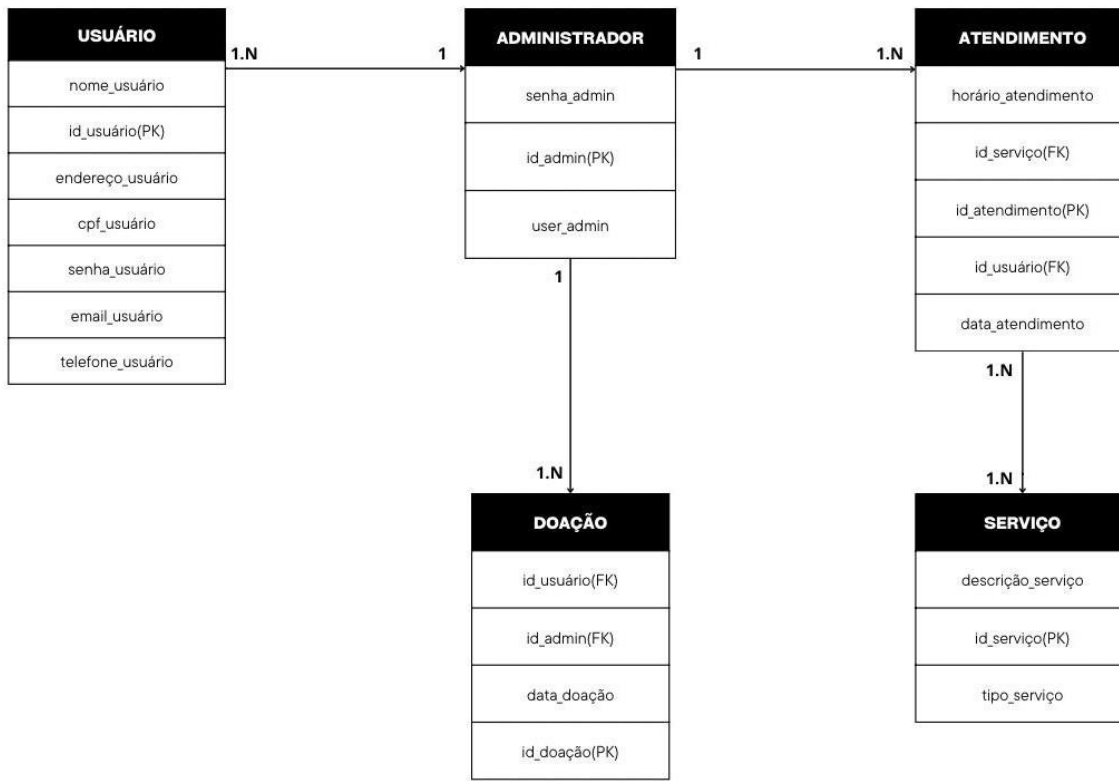 USUÁRIO
nome_usuário
id_usuário(PK)
endereço_usuário
cpf_usuário
senha_usuário
email_usuário
telefone_usuário
1.N
1
ADMINISTRADOR
senha_admin
id_admin(PK)
user_admin
1
1.N
ATENDIMENTO
horário_atendimento
id_serviço(FK)
id_atendimento(PK)
id_usuário(FK)
data_atendimento
1
1.N
DOAÇÃO
id_usuário(FK)
id_admin(FK)
data_doação
id_doação(PK)
1.N
1.N
SERVIÇO
descrição_serviço
id_serviço(PK)
tipo_serviço